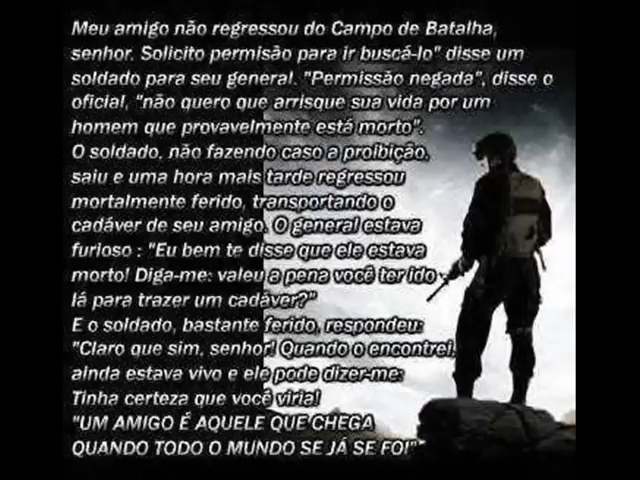 Meu amigo não regressou do Campo de Batalha,
senhor. Solicito permisão para ir buscá-lo" disse um
soldado para seu general. "Permissão negada", disse o
oficial, "não quero que arrisque sua vida por um
homem que provavelmente está morto".
O soldado, não fazendo caso a proibição,
saiu e uma hora mais tarde regressou
mortalmente ferido, transportando o
cadáver de seu amigo. O general estava
furioso : "Eu bem te disse que ele estava
morto! Diga-me: valeu a pena você ter ido
lá para trazer um cadáver?"
E o soldado, bastante ferido, respondeu:
"Claro que sim, senhor! Quando o encontrei,
ainda estava vivo e ele pode dizer-me:
Tinha certeza que você viria!
"UM AMIGO É AQUELE QUE CHEGA
QUANDO TODO O MUNDO SE JÁ SE FOI"